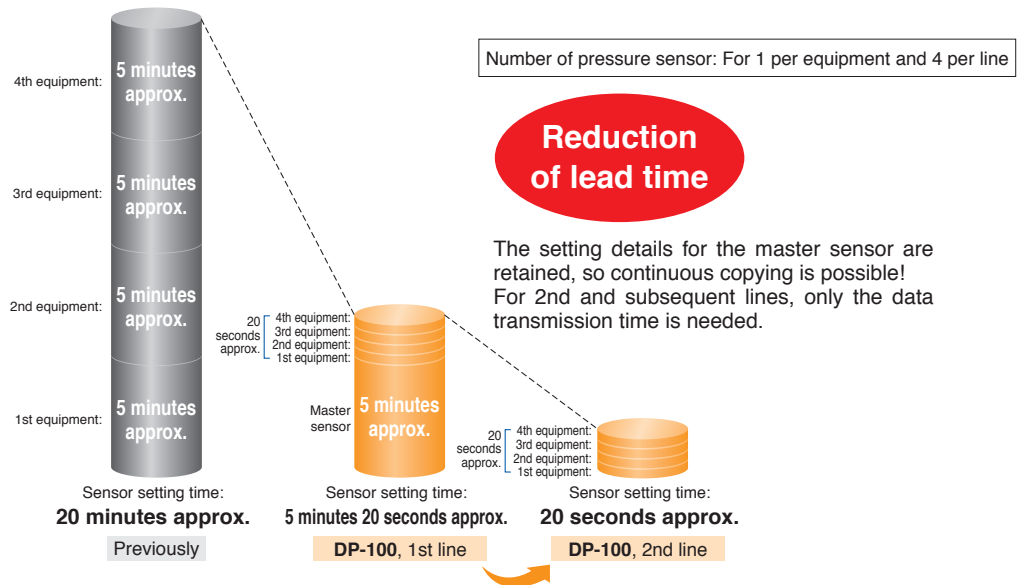 Number of pressure sensor: For 1 per equipment and 4 per line
Reduction
of lead time
The setting details for the master sensor are
retained, so continuous copying is possible!
For 2nd and subsequent lines, only the data
transmission time is needed.
4th equipment:
5 minutes
approx.
3rd equipment:
5 minutes
approx.
2nd equipment:
5 minutes
approx.
1st equipment:
5 minutes
approx.
Sensor setting time:
20 minutes approx.
Previously
20
seconds
approx.
4th equipment:
3rd equipment:
2nd equipment:
1st equipment:
Master
sensor
5 minutes
approx.
Sensor setting time:
5 minutes 20 seconds approx.
DP-100, 1st line
20
seconds
approx.
4th equipment:
3rd equipment:
2nd equipment:
1st equipment:
Sensor setting time:
20 seconds approx.
DP-100, 2nd line